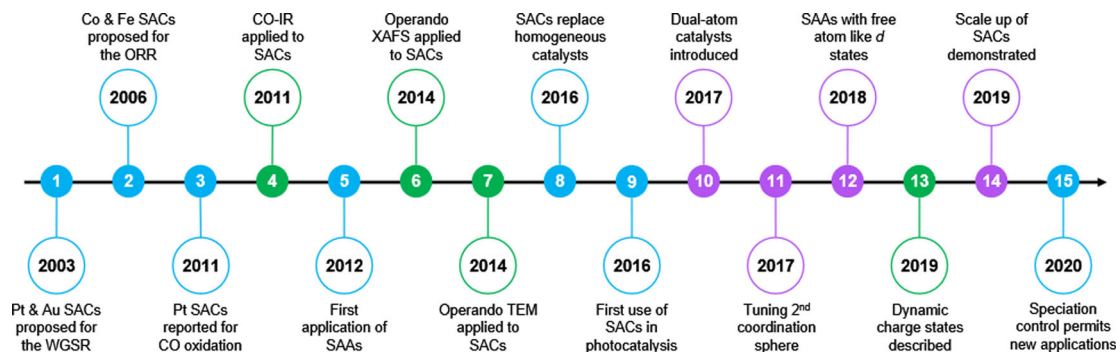 Co & Fe SACs
proposed for
the ORR
2006
CO-IR
applied to
SACs
2011
Operando
XAFS applied
to SACs
2014
SACs replace
homogeneous
catalysts
2016
Dual-atom
catalysts
introduced
2017
SAAs with free
atom like d
states
2018
Scale up of
SACs
demonstrated
2019
1 2 3 4 5 6 7 8 9 10 11 12 13 14 15
2003
Pt & Au SACs
proposed for
the WGSR
2011
Pt SACs
reported for
CO oxidation
2012
First
application of
SAAs
2014
Operando TEM
applied to
SACs
2016
First use of
SACs in
photocatalysis
2017
Tuning 2nd
coordination
sphere
2019
Dynamic
charge states
described
2020
Speciation
control permits
new applications